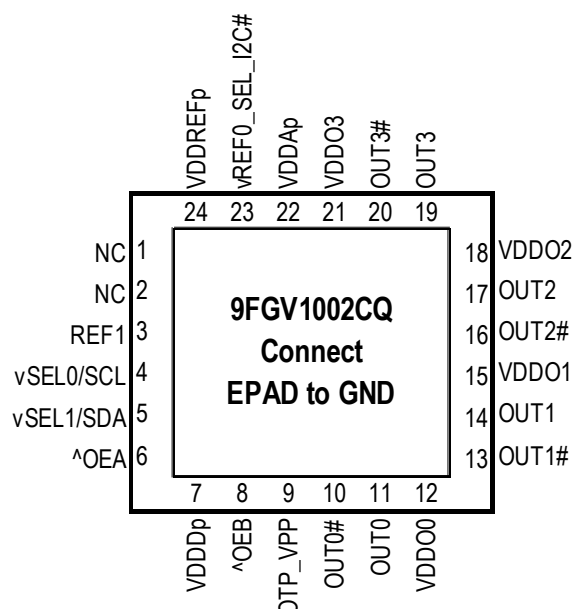 VDDREFp
vREF0_SEL_I2C#
VDDAp
VDDO3
OUT3#
OUT3
24 23 22 21 20 19
NC 1
NC 2
REF1 3
vSEL0/SCL 4
vSEL1/SDA 5
^OEA 6
9FGV1002CQ
Connect
EPAD to GND
18 VDDO2
17 OUT2
16 OUT2#
15 VDDO1
14 OUT1
13 OUT1#
7 8 9 10 11 12
VDDDp
^OEB
OTP_VPP
OUT0#
OUT0
VDDO0